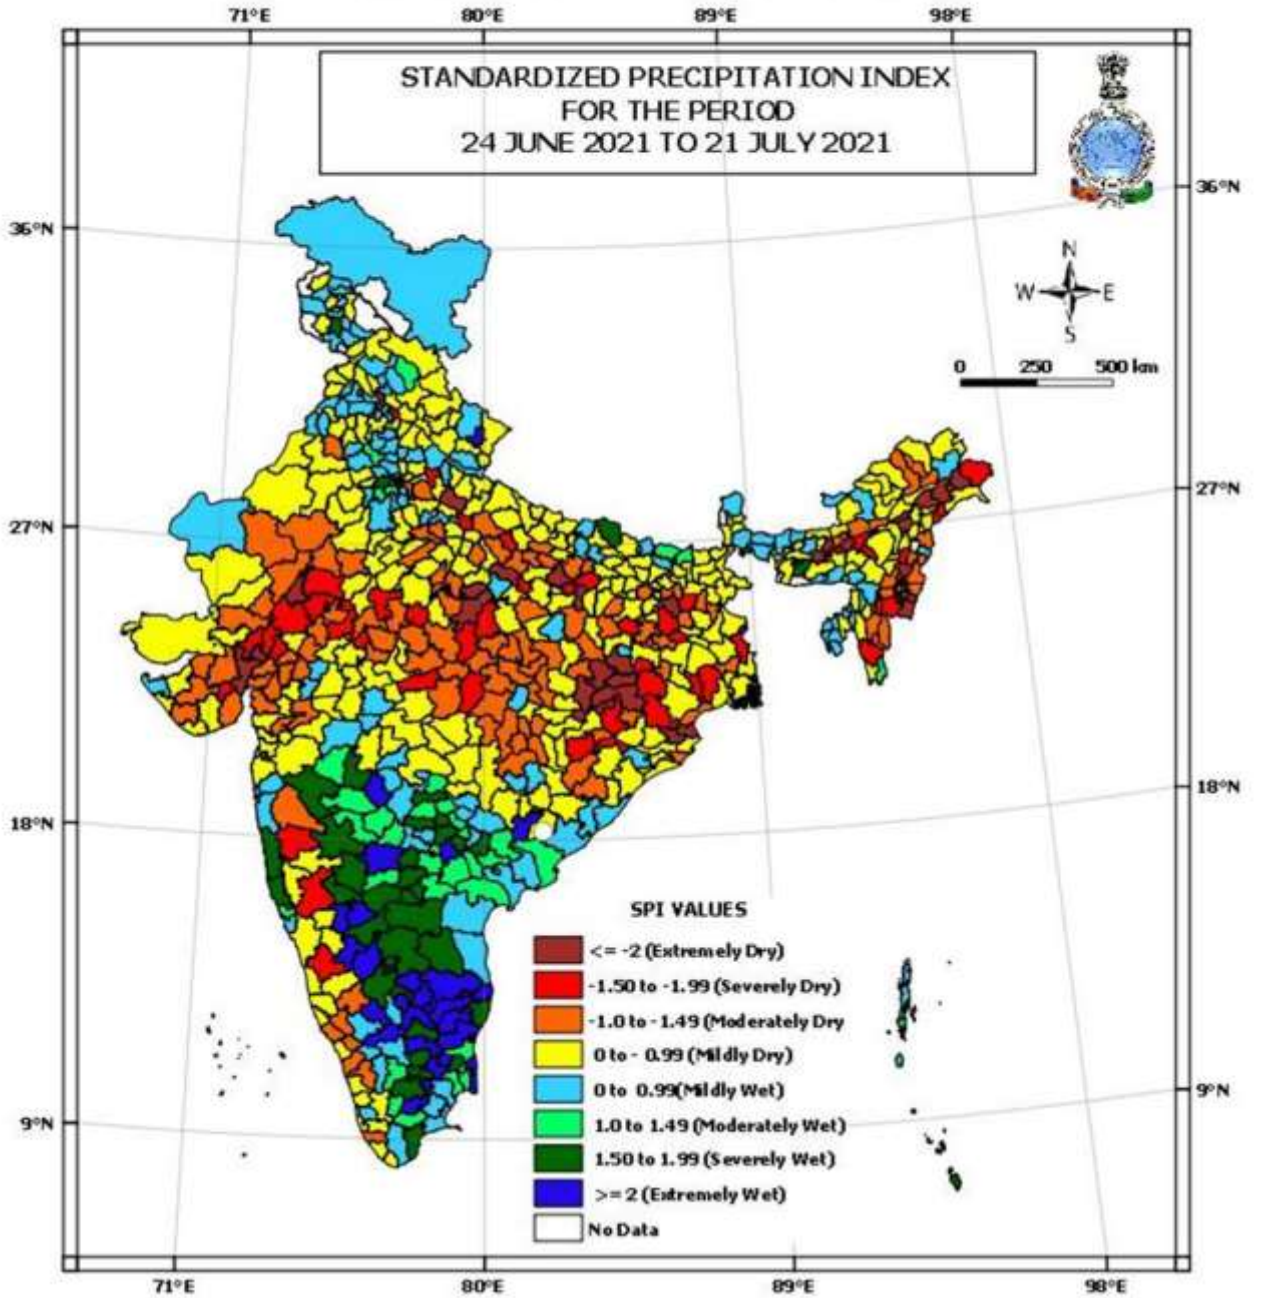 71°E 80°E 89°E 98°E
STANDARDIZED PRECIPITATION INDEX
FOR THE PERIOD
24 JUNE 2021 TO 21 JULY 2021
36°N 36°N
N
W E
S
0 250 500 km
27°N 27°N
18°N 18°N
SPI VALUES
<= -2 (Extremely Dry)
-1.50 to -1.99 (Severely Dry)
-1.0 to -1.49 (Moderately Dry
0 to - 0.99 (Mildly Dry)
0 to 0.99(Mildly Wet)
1.0 to 1.49 (Moderately Wet)
1.50 to 1.99 (Severely Wet)
>= 2 (Extremely Wet)
No Data
9°N 9°N
71°E 80°E 89°E 98°E